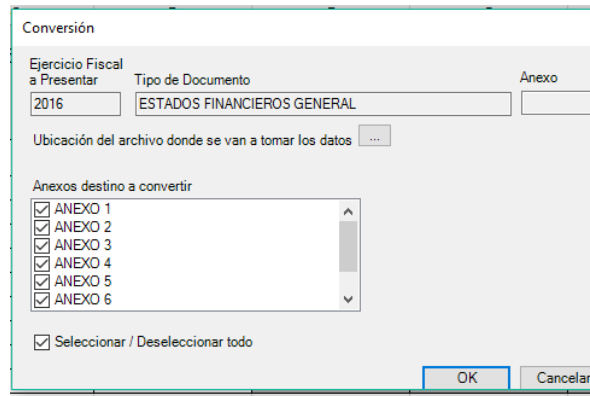 Conversión
Ejercicio Fiscal
a Presentar
Tipo de Documento
Anexo
2016
ESTADOS FINANCIEROS GENERAL
Ubicación del archivo donde se van a tomar los datos ...
Anexos destino a convertir
ANEXO 1
ANEXO 2
ANEXO 3
ANEXO 4
ANEXO 5
ANEXO 6
Seleccionar / Deseleccionar todo
OK
Cancelar